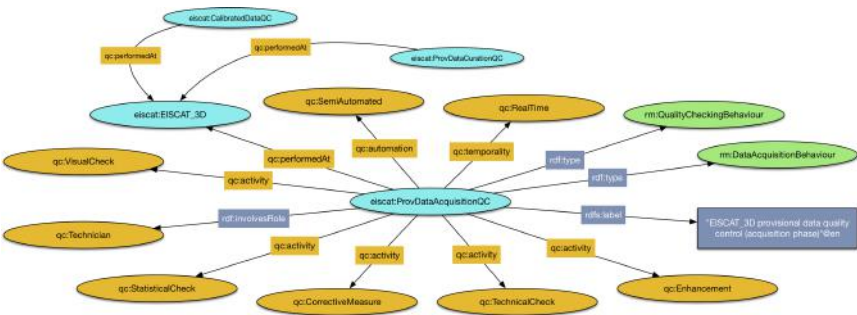 eiscat:CalibratedDataQC
qc:performedAt
qc:performedAt
eiscat:ProvDataCurationQC
eiscat:EISCAT_3D
qc:SemiAutomated
qc:RealTime
rm:QualityCheckingBehaviour
qc:performedAt
qc:automation
qc:temporality
rdf:type
rm:DataAcquisitionBehaviour
qc:VisualCheck
qc:activity
rdf:type
eiscat:ProvDataAcquisitionQC
rdf:involvesRole
rdfs:label
"EISCAT_3D provisional data quality
control (acquisition phase)"@en
qc:Technician
qc:activity
qc:activity
qc:activity
qc:activity
qc:StatisticalCheck
qc:CorrectiveMeasure
qc:TechnicalCheck
qc:Enhancement